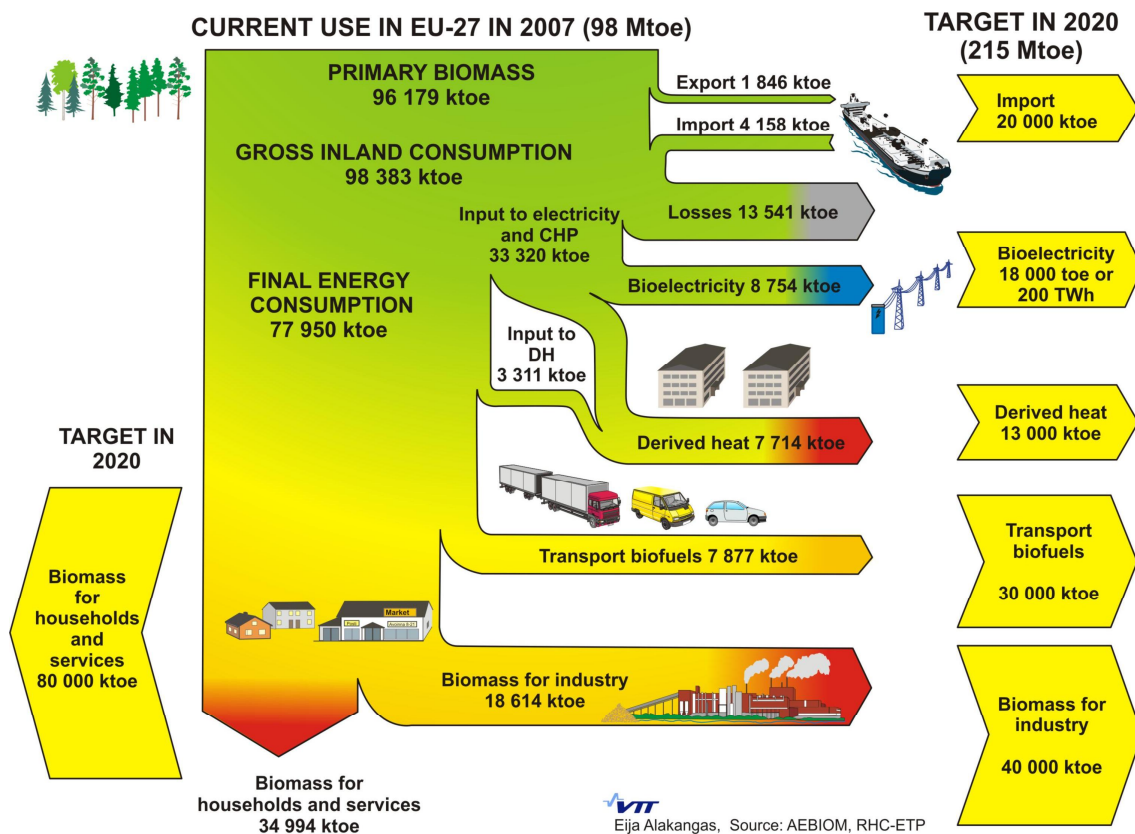 CURRENT USE IN EU-27 IN 2007 (98 Mtoe)
TARGET IN 2020
(215 Mtoe)
PRIMARY BIOMASS
96 179 ktoe
Export 1 846 ktoe
Import 4 158 ktoe
Import
20 000 ktoe
GROSS INLAND CONSUMPTION
98 383 ktoe
Losses 13 541 ktoe
Input to electricity
and CHP
33 320 ktoe
Bioelectricity 8 754 ktoe
Bioelectricity
18 000 toe or
200 TWh
FINAL ENERGY
CONSUMPTION
77 950 ktoe
Input to
DH
3 311 ktoe
Derived heat 7 714 ktoe
Derived heat
13 000 ktoe
TARGET IN
2020
Transport biofuels 7 877 ktoe
Transport
biofuels
30 000 ktoe
Biomass
for
households
and
services
80 000 ktoe
Market
Biomass for industry
18 614 ktoe
Biomass for
industry
40 000 ktoe
Biomass for
households and services
34 994 ktoe
VTT
Eija Alakangas, Source: AEBIOM, RHC-ETP